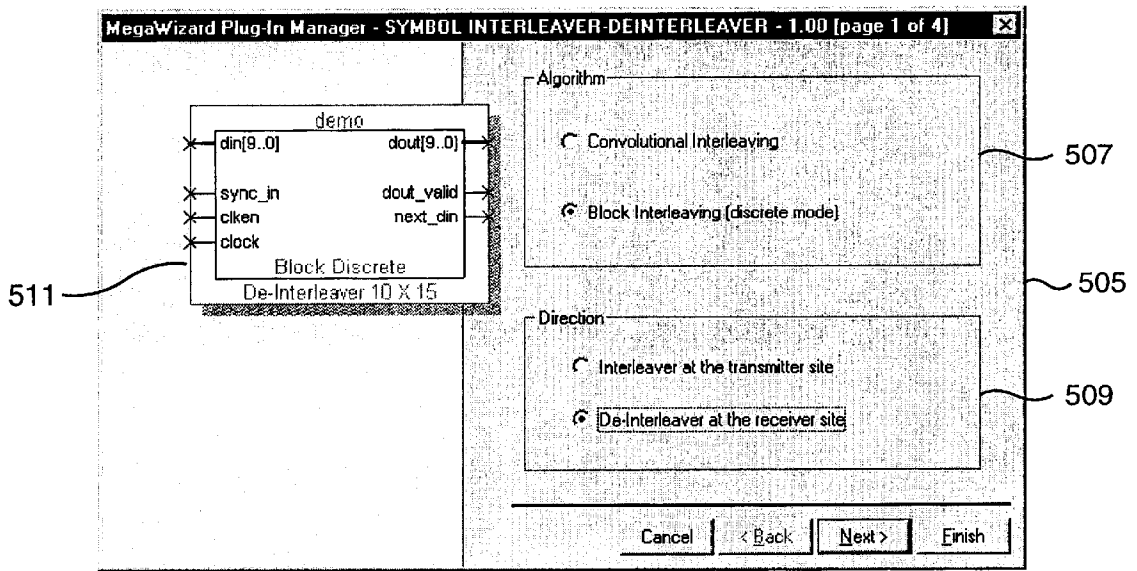 MegaWizard Plug-In Manager - SYMBOL INTERLEAVER-DEINTERLEAVER - 1.00 [page 1 of 4]
demo
din[9..0] dout[9..0]
sync_in dout_valid
clken next_din
clock
Block Discrete
De-Interleaver 10 X 15
511
Algorithm
Convolutional Interleaving
Block Interleaving (discrete mode)
507
505
Direction
Interleaver at the transmitter site
De-Interleaver at the receiver site
509
Cancel < Back Next > Finish